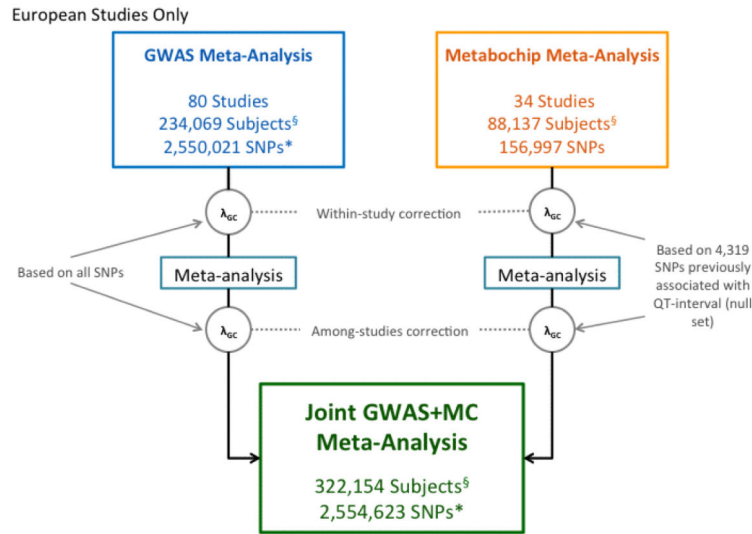 European Studies Only
GWAS Meta-Analysis
80 Studies
234,069 Subjects§
2,550,021 SNPs*
Metabochip Meta-Analysis
34 Studies
88,137 Subjects§
156,997 SNPs
λGC
Within-study correction
λGC
Based on all SNPs
Meta-analysis
Meta-analysis
Based on 4,319
SNPs previously
associated with
QT-interval (null
set)
λGC
Among-studies correction
λGC
Joint GWAS+MC
Meta-Analysis
322,154 Subjects§
2,554,623 SNPs*